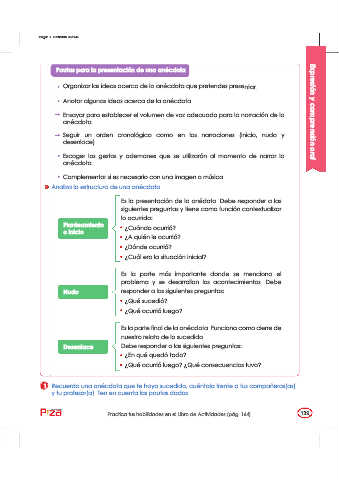 Pautas para la presentación de una anécdota
• Organizar las ideas acerca de la anécdota que pretendes presentar
• Anotar algunas ideas acerca de la anécdota
→ Ensayar para establecer el volumen de voz adecuado para la narración de la
anécdota
→ Seguir un orden cronológico como en las narraciones (inicio, nudo y
desenlace)
• Escoger los gestos y ademanes que se utilizarán al momento de narrar la
anécdota
• Complementar si es necesario con una imagen o música
Analiza la estructura de una anécdota
Planteamiento
o inicio
Es la presentación de la anécdota. Debe responder a las
siguientes preguntas y tiene como función contextualizar
lo ocurrido:
• ¿Cuándo ocurrió?
• ¿A quién le ocurrió?
• ¿Dónde ocurrió?
• ¿Cuál era la situación inicial?
Nudo
Es la parte más importante donde se menciona el
problema y se desarrollan los acontecimientos. Debe
responder a las siguientes preguntas:
• ¿Qué sucedió?
• ¿Qué ocurrió luego?
Desenlace
Es la parte final de la anécdota. Funciona como cierre de
nuestro relato de lo sucedido.
Debe responder a las siguientes preguntas:
• ¿En qué quedó todo?
• ¿Qué ocurrió luego? ¿Qué consecuencias tuvo?
1 Recuerda una anécdota que te haya sucedido, cuéntala frente a tus compañeros(as)
y tu profesor(a). Ten en cuenta las pautas dadas.
Practica tus habilidades en el Libro de Actividades (pág. 144)
Expresión y comprensión oral